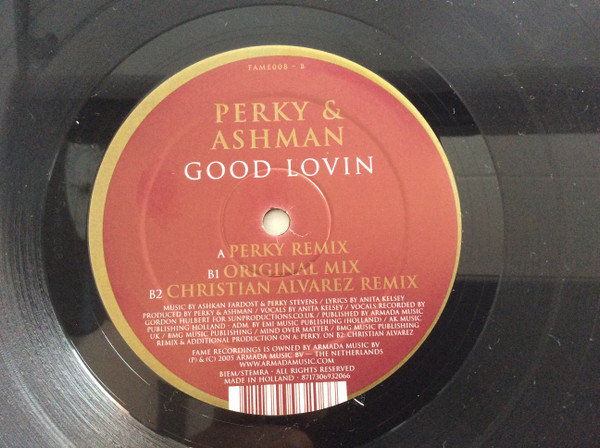 FAME008 - B
PERKY &
ASHMAN
GOOD LOVIN
A PERKY REMIX
B1 ORIGINAL MIX
B2 CHRISTIAN ALVAREZ REMIX
MUSIC BY ASHKAN FARDOST & PERKY STEVENS / LYRICS BY ANITA KELSEY
PRODUCED BY PERKY & ASHMAN / VOCALS BY ANITA KELSEY / VOCALS RECORDED BY
GORDON HULBERT FOR SUNPRODUCTIONS.CO.UK / PUBLISHED BY ARMADA MUSIC
PUBLISHING HOLLAND - ADM. BY EMI MUSIC PUBLISHING (HOLLAND) / AK MUSIC
UK / BMG MUSIC PUBLISHING / MIND OVER MATTER / BMG MUSIC PUBLISHING
REMIX & ADDITIONAL PRODUCTION ON A: PERKY, ON B2: CHRISTIAN ALVAREZ
FAME RECORDINGS IS OWNED BY ARMADA MUSIC BV
(P) & (C) 2005 ARMADA MUSIC BV — THE NETHERLANDS
WWW.ARMADAMUSIC.COM
BIEM/STEMRA · ALL RIGHTS RESERVED
MADE IN HOLLAND · 8717306932066